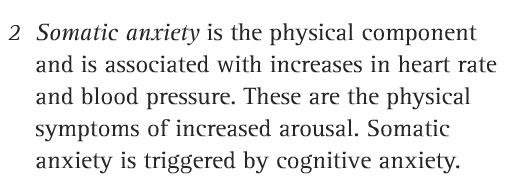 2 Somatic anxiety is the physical component
and is associated with increases in heart rate
and blood pressure. These are the physical
symptoms of increased arousal. Somatic
anxiety is triggered by cognitive anxiety.